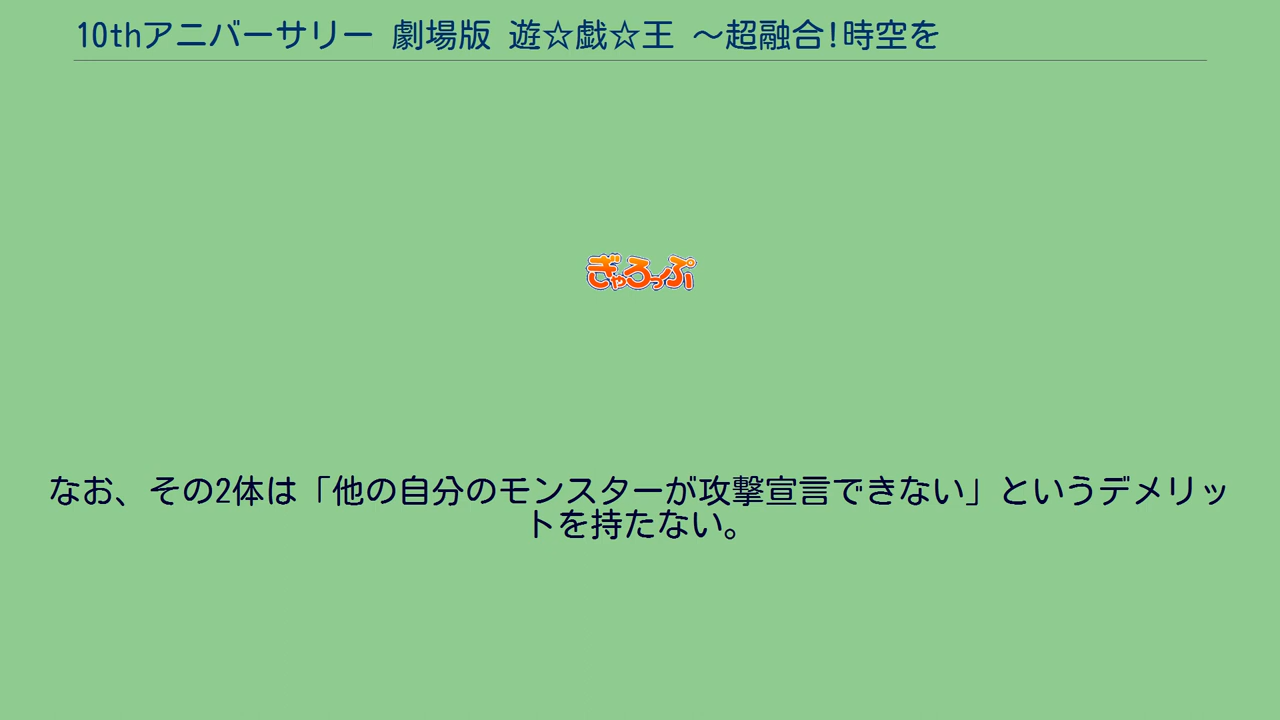 10thアニバーサリー 劇場版 遊☆戯☆王 ～超融合!時空を
ぎゃろっぷ
なお、その2体は「他の自分のモンスターが攻撃宣言できない」というデメリッ
トを持たない。